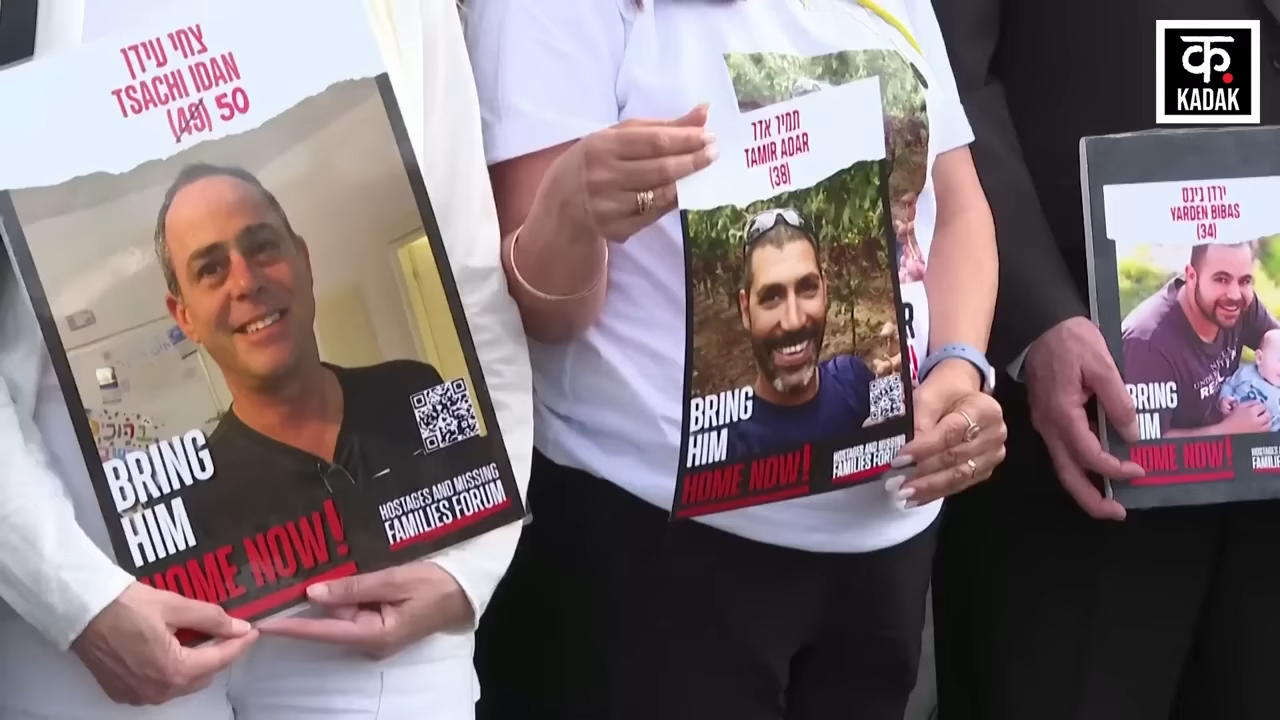 צחי עידן
TSACHI IDAN
(49) 50
BRING
HIM
HOME NOW!
HOSTAGES AND MISSING
FAMILIES FORUM
תמיר אדר
TAMIR ADAR
(38)
BRING
HIM
HOME NOW!
HOSTAGES AND MISSING
FAMILIES FORUM
ירדן ביבס
YARDEN BIBAS
(34)
BRING
HIM
HOME NOW!
क.
KADAK